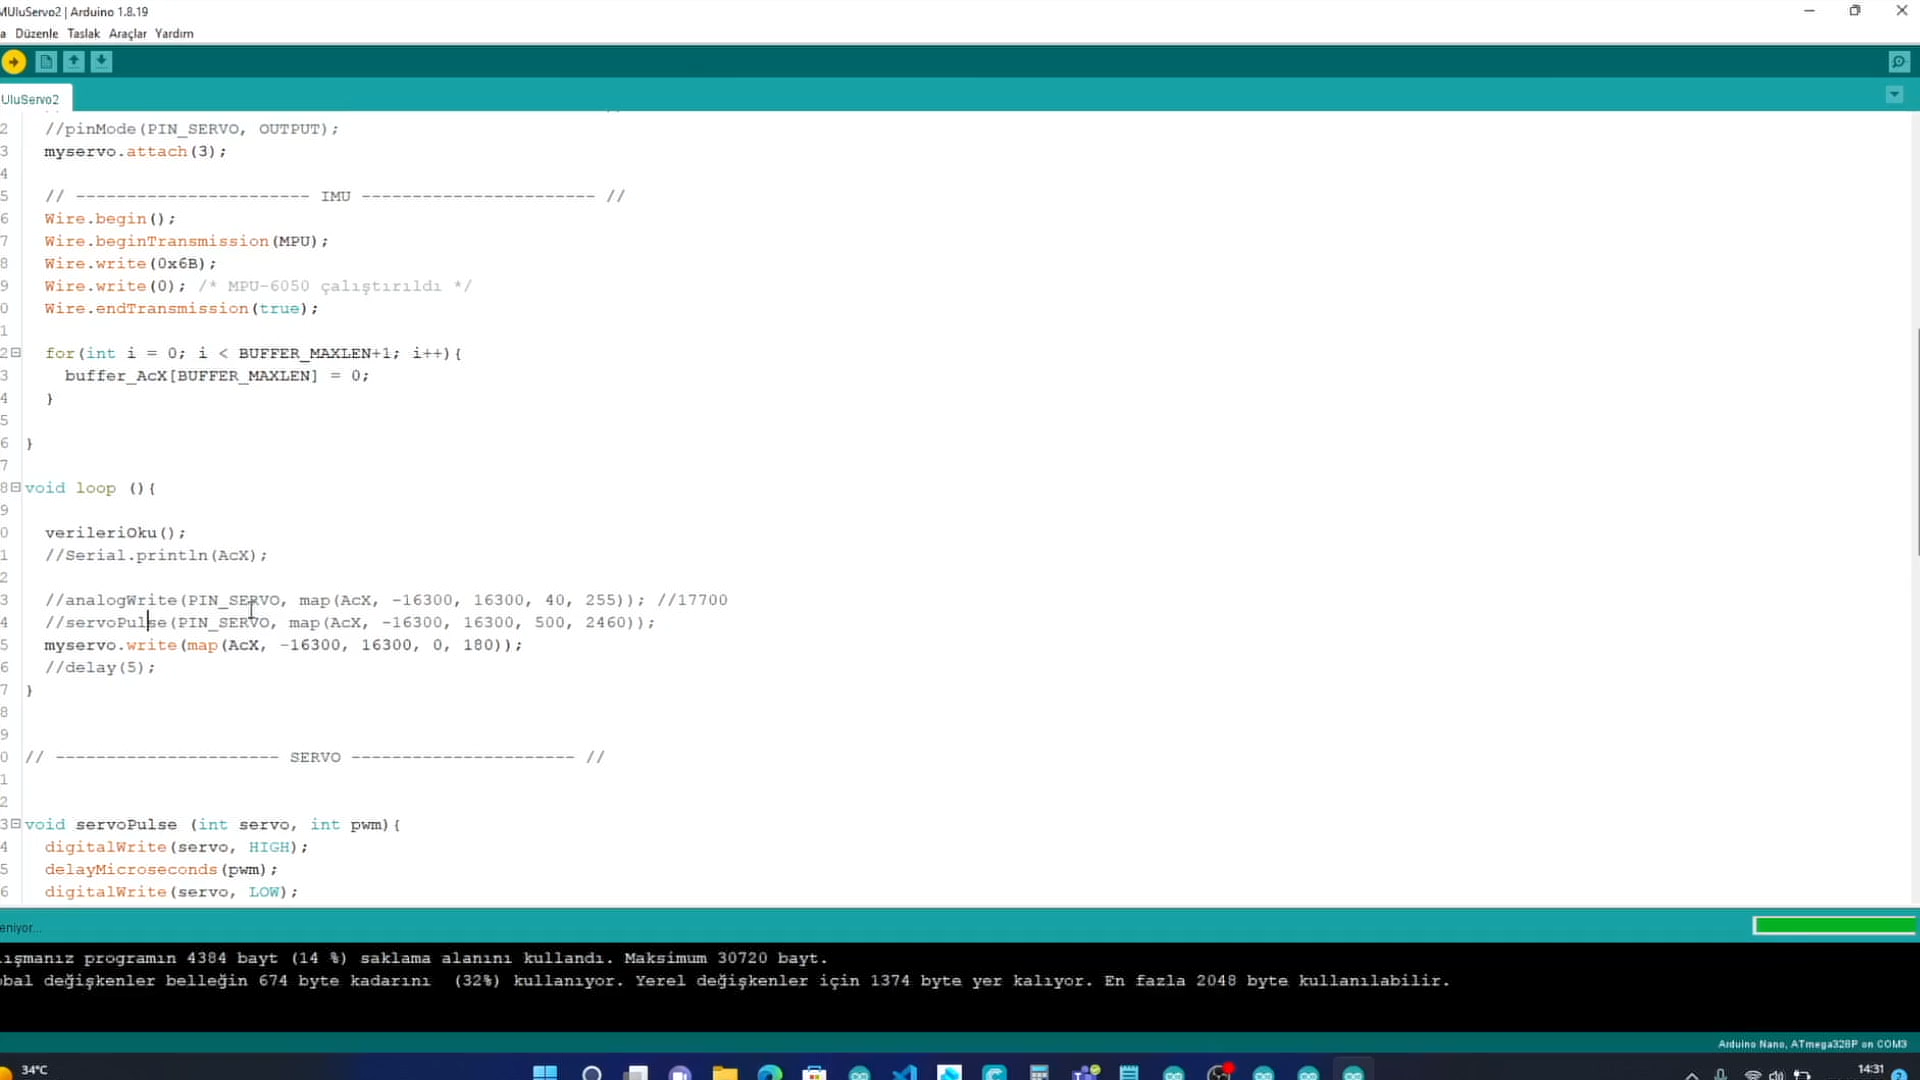 MUluServo2 | Arduino 1.8.19
a Düzenle Taslak Araçlar Yardım
UluServo2
2 //pinMode(PIN_SERVO, OUTPUT);
3 myservo.attach(3);
4
5 // ----------------------- IMU ----------------------- //
6 Wire.begin();
7 Wire.beginTransmission(MPU);
8 Wire.write(0x6B);
9 Wire.write(0); /* MPU-6050 çalıştırıldı */
0 Wire.endTransmission(true);
1
2 for(int i = 0; i < BUFFER_MAXLEN+1; i++){
3 buffer_AcX[BUFFER_MAXLEN] = 0;
4 }
5
6 }
7
8 void loop (){
9
0 verileriOku();
1 //Serial.println(AcX);
2
3 //analogWrite(PIN_SERVO, map(AcX, -16300, 16300, 40, 255)); //17700
4 //servoPulse(PIN_SERVO, map(AcX, -16300, 16300, 500, 2460));
5 myservo.write(map(AcX, -16300, 16300, 0, 180));
6 //delay(5);
7 }
8
9
0 // ---------------------- SERVO ---------------------- //
1
2
3 void servoPulse (int servo, int pwm){
4 digitalWrite(servo, HIGH);
5 delayMicroseconds(pwm);
6 digitalWrite(servo, LOW);
eniyor...
ışmanız programın 4384 bayt (14 %) saklama alanını kullandı. Maksimum 30720 bayt.
obal değişkenler belleğin 674 byte kadarını (32%) kullanıyor. Yerel değişkenler için 1374 byte yer kalıyor. En fazla 2048 byte kullanılabilir.
Arduino Nano, ATmega328P on COM3
34°C
14:31